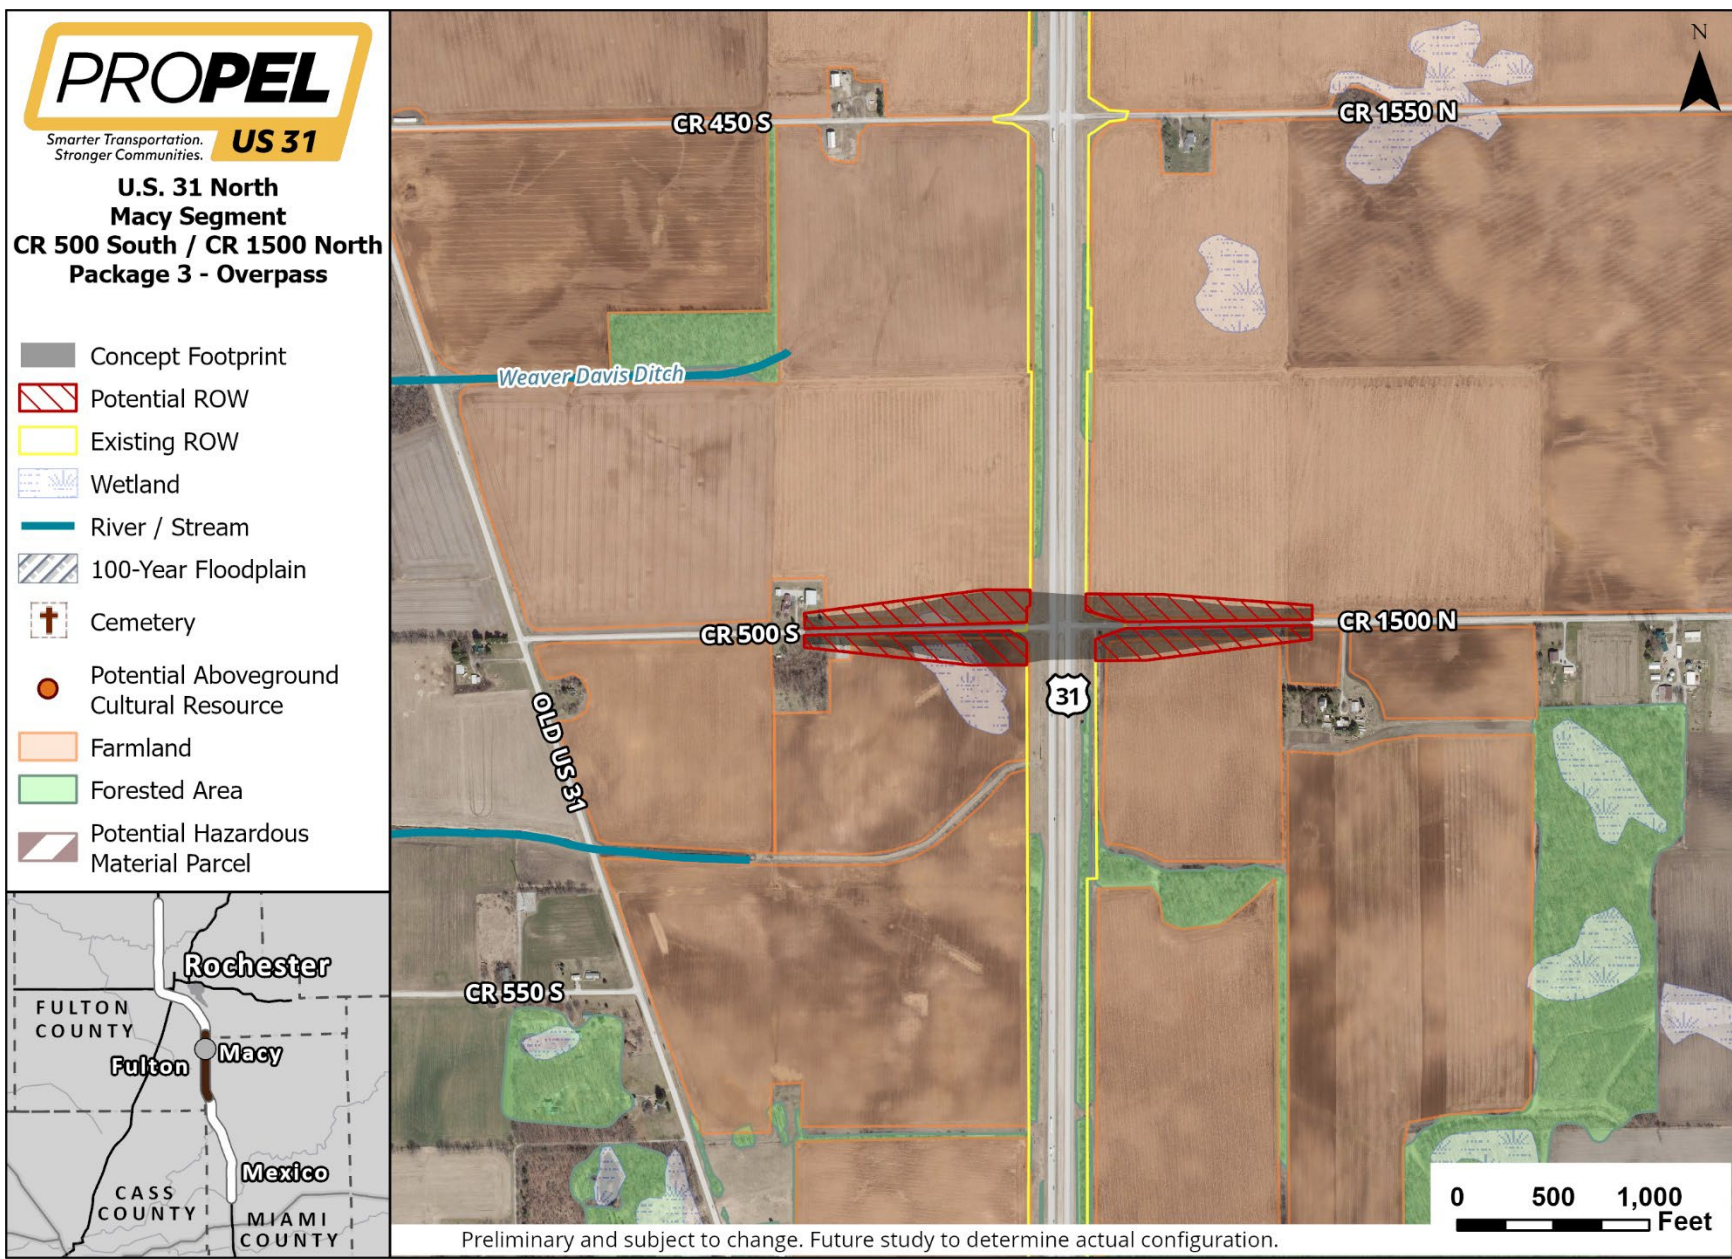 PROPEL
Smarter Transportation.
Stronger Communities.
US 31
U.S. 31 North
Macy Segment
CR 500 South / CR 1500 North
Package 3 - Overpass
Concept Footprint
Potential ROW
Existing ROW
Wetland
River / Stream
100-Year Floodplain
Cemetery
Potential Aboveground
Cultural Resource
Farmland
Forested Area
Potential Hazardous
Material Parcel
Rochester
FULTON
COUNTY
Macy
Fulton
Mexico
CASS
COUNTY
MIAMI
COUNTY
N
CR 450 S
CR 1550 N
Weaver Davis Ditch
CR 500 S
CR 1500 N
31
OLD US 31
CR 550 S
0 500 1,000
Feet
Preliminary and subject to change. Future study to determine actual configuration.